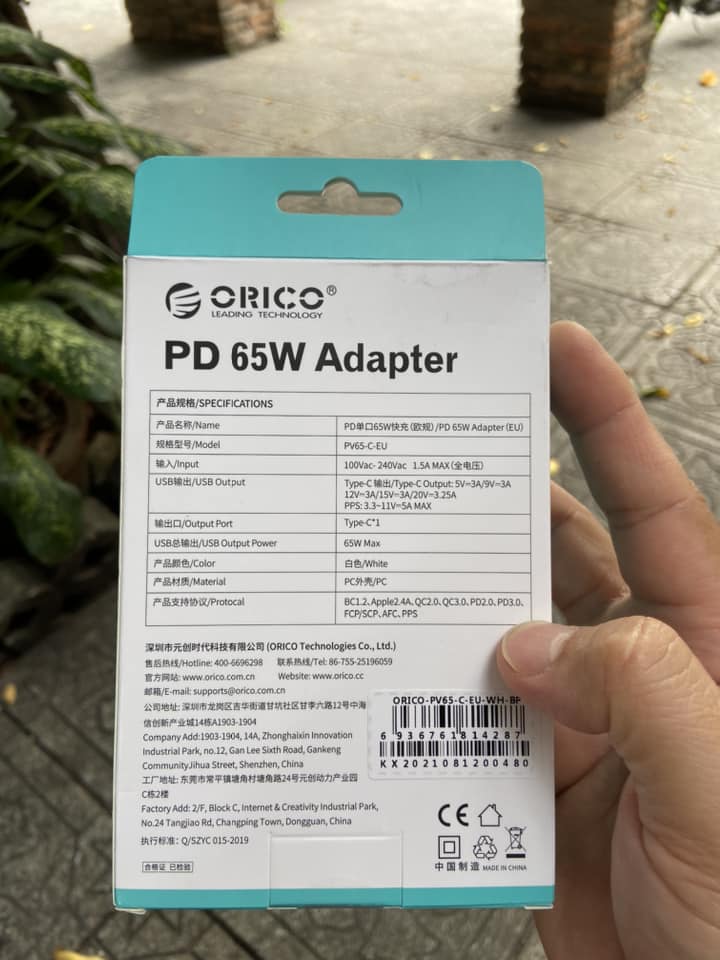 ORICO®
LEADING TECHNOLOGY
PD 65W Adapter
产品规格/SPECIFICATIONS
产品名称/Name PD单口65W快充(欧规)/PD 65W Adapter(EU)
规格型号/Model PV65-C-EU
输入/Input 100Vac- 240Vac 1.5A MAX(全电压)
USB输出/USB Output Type-C 输出/Type-C Output: 5V=3A/9V=3A
12V=3A/15V=3A/20V=3.25A
PPS: 3.3~11V=5A MAX
输出口/Output Port Type-C*1
USB总输出/USB Output Power 65W Max
产品颜色/Color 白色/White
产品材质/Material PC外壳/PC
产品支持协议/Protocal BC1.2、Apple2.4A、QC2.0、QC3.0、PD2.0、PD3.0、
FCP/SCP、AFC、PPS
深圳市元创时代科技有限公司 (ORICO Technologies Co., Ltd.)
售后热线/Hotline: 400-6696298 联系热线/Tel: 86-755-25196059
官方网站: www.orico.com.cn Website: www.orico.cc
邮箱/E-mail: supports@orico.com.cn
公司地址: 深圳市龙岗区吉华街道甘坑社区甘李六路12号中海
信创新产业城14栋A1903-1904
Company Add:1903-1904, 14A, Zhonghaixin Innovation
Industrial Park, no.12, Gan Lee Sixth Road, Gankeng
CommunityJihua Street, Shenzhen, China
工厂地址: 东莞市常平镇塘角村塘角路24号元创动力产业园
C栋2楼
Factory Add: 2/F, Block C, Internet & Creativity Industrial Park,
No.24 Tangjiao Rd, Changping Town, Dongguan, China
执行标准: Q/SZYC 015-2019
合格证 已检验
ORICO-PV65-C-EU-WH-BP
6 936761 814287
KX2021081200480
CE
中国制造 MADE IN CHINA